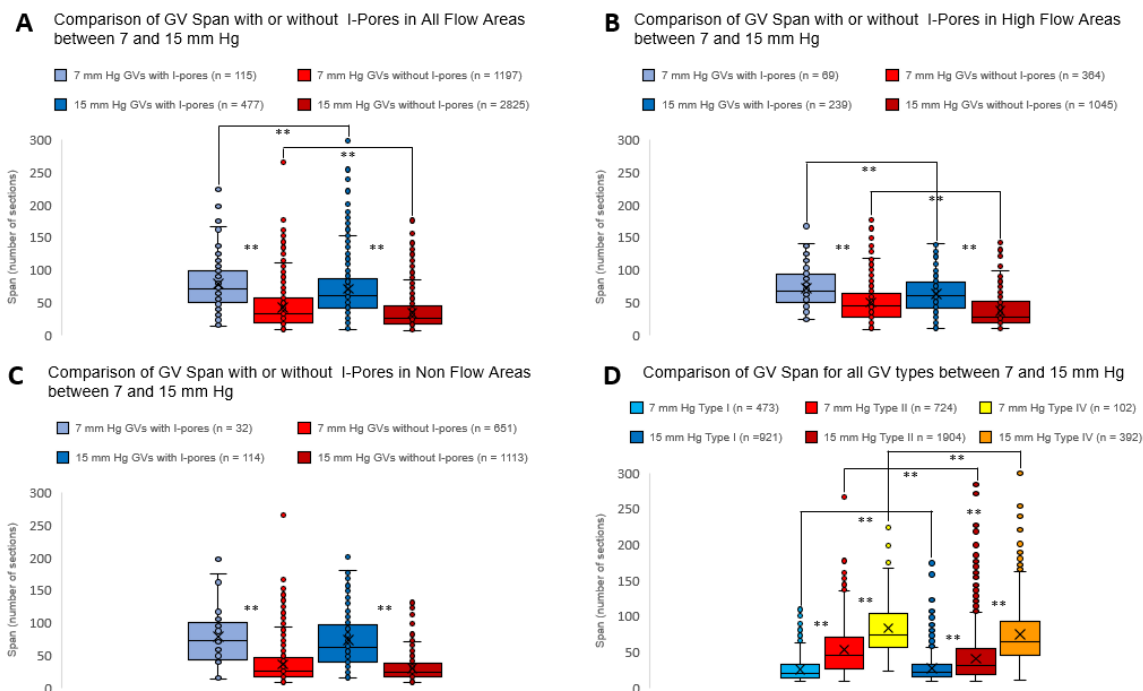 A
Comparison of GV Span with or without I-Pores in All Flow Areas
between 7 and 15 mm Hg
7 mm Hg GVs with I-pores (n = 115)
7 mm Hg GVs without I-pores (n = 1197)
15 mm Hg GVs with I-pores (n = 477)
15 mm Hg GVs without I-pores (n = 2825)
Span (number of sections)
300
250
200
150
100
50
0
**
**
**
**
B
Comparison of GV Span with or without I-Pores in High Flow Areas
between 7 and 15 mm Hg
7 mm Hg GVs with I-pores (n = 69)
7 mm Hg GVs without I-pores (n = 364)
15 mm Hg GVs with I-pores (n = 239)
15 mm Hg GVs without I-pores (n = 1045)
Span (number of sections)
300
250
200
150
100
50
0
**
**
**
**
C
Comparison of GV Span with or without I-Pores in Non Flow Areas
between 7 and 15 mm Hg
7 mm Hg GVs with I-pores (n = 32)
7 mm Hg GVs without I-pores (n = 651)
15 mm Hg GVs with I-pores (n = 114)
15 mm Hg GVs without I-pores (n = 1113)
Span (number of sections)
300
250
200
150
100
50
0
**
**
D
Comparison of GV Span for all GV types between 7 and 15 mm Hg
7 mm Hg Type I (n = 473)
7 mm Hg Type II (n = 724)
7 mm Hg Type IV (n = 102)
15 mm Hg Type I (n =921)
15 mm Hg Type II (n = 1904)
15 mm Hg Type IV (n = 392)
Span (number of sections)
300
250
200
150
100
50
0
**
**
**
**
**
**
**
**